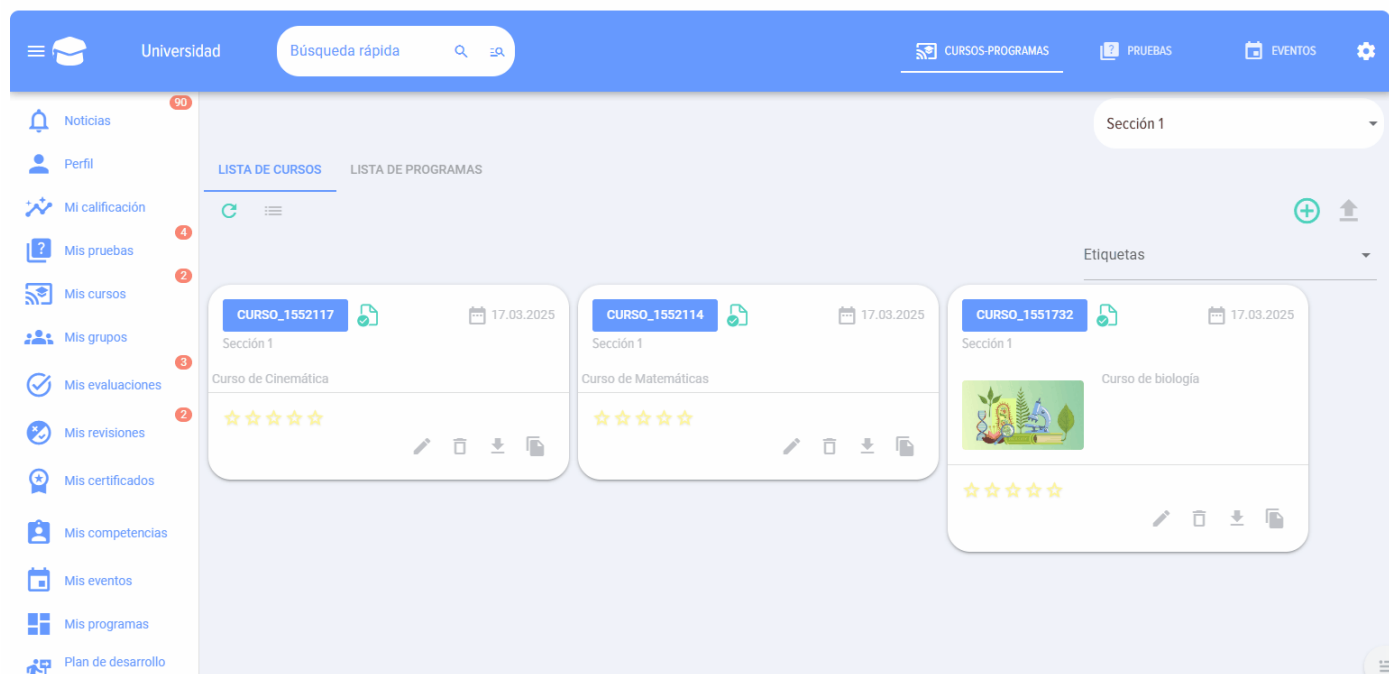 Universidad
Búsqueda rápida
CURSOS-PROGRAMAS
PRUEBAS
EVENTOS
90
Noticias
Perfil
Mi calificación
4
Mis pruebas
2
Mis cursos
Mis grupos
3
Mis evaluaciones
2
Mis revisiones
Mis certificados
Mis competencias
Mis eventos
Mis programas
Plan de desarrollo
Sección 1
LISTA DE CURSOS
LISTA DE PROGRAMAS
Etiquetas
CURSO_1552117
17.03.2025
Sección 1
Curso de Cinemática
CURSO_1552114
17.03.2025
Sección 1
Curso de Matemáticas
CURSO_1551732
17.03.2025
Sección 1
Curso de biología